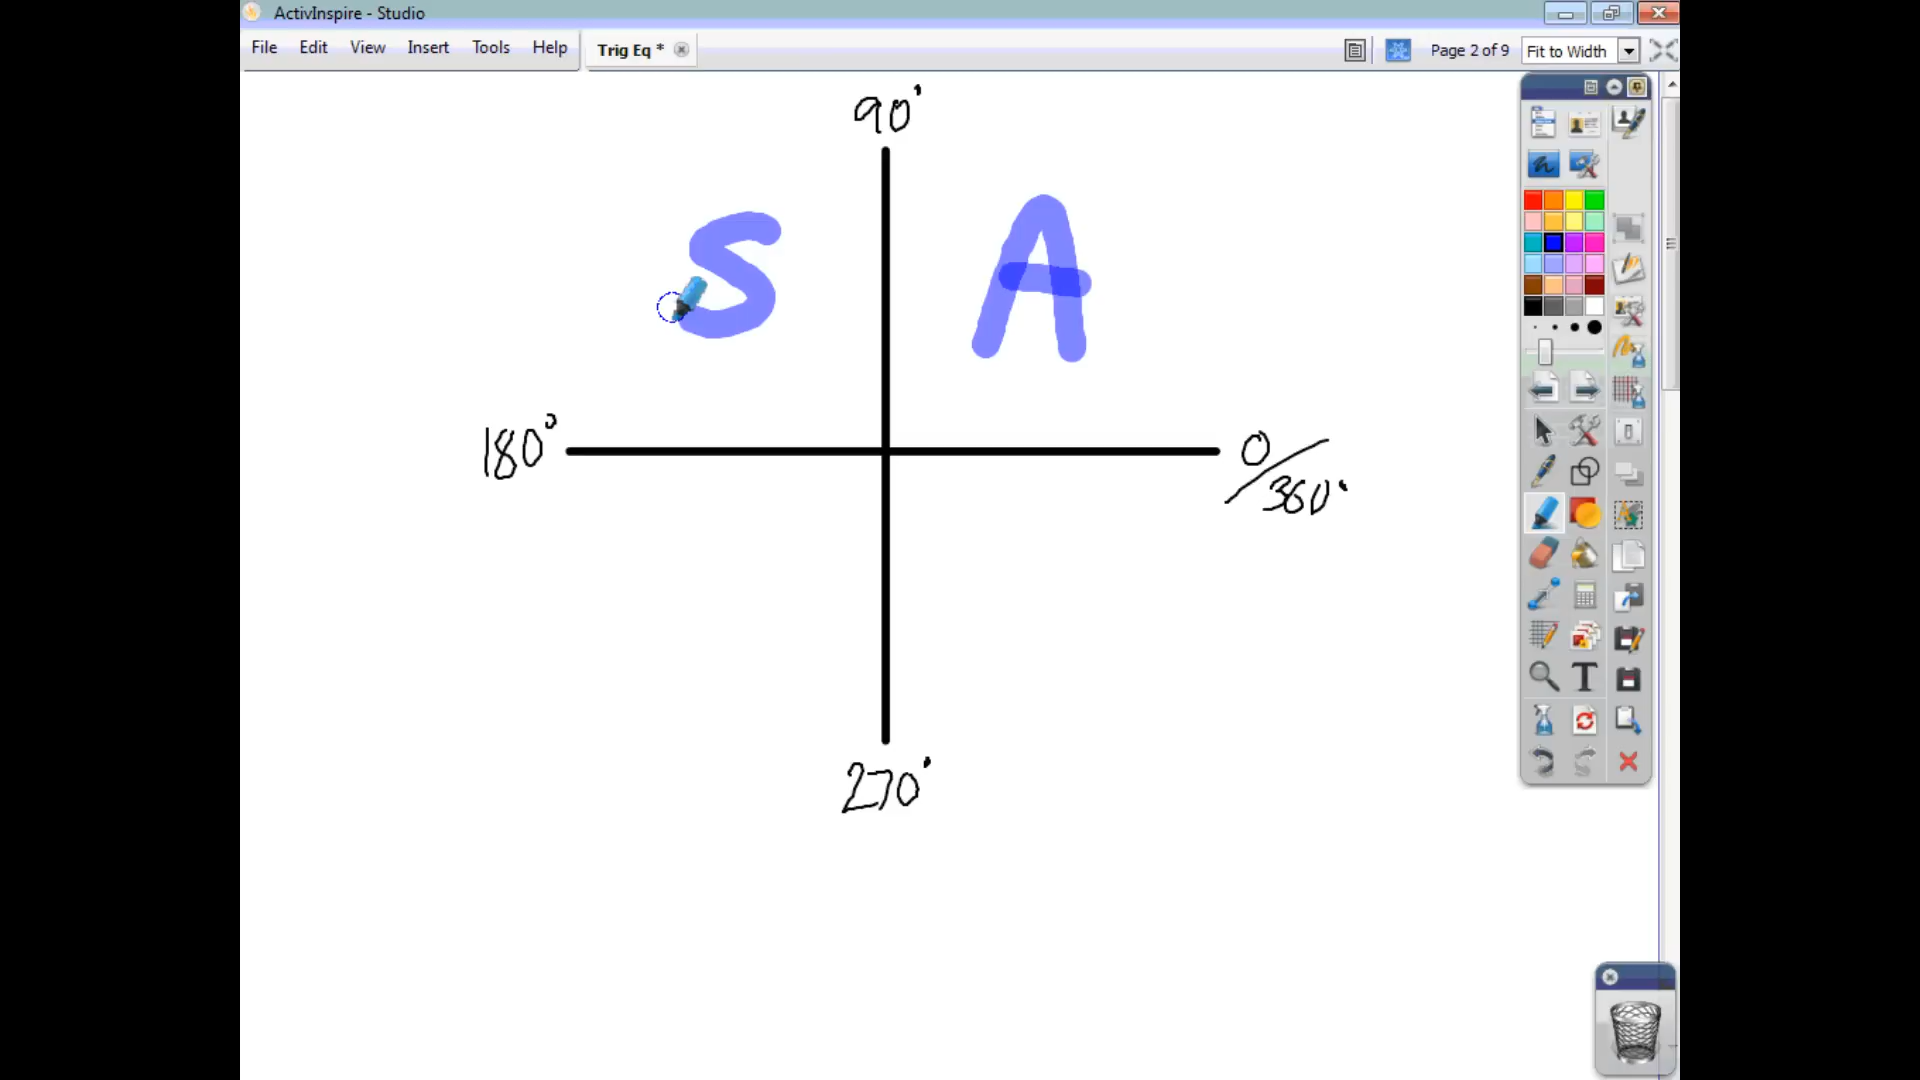 ActivInspire - Studio
File Edit View Insert Tools Help Trig Eq * Page 2 of 9 Fit to Width
90°
S A
180° 0/360°
270°